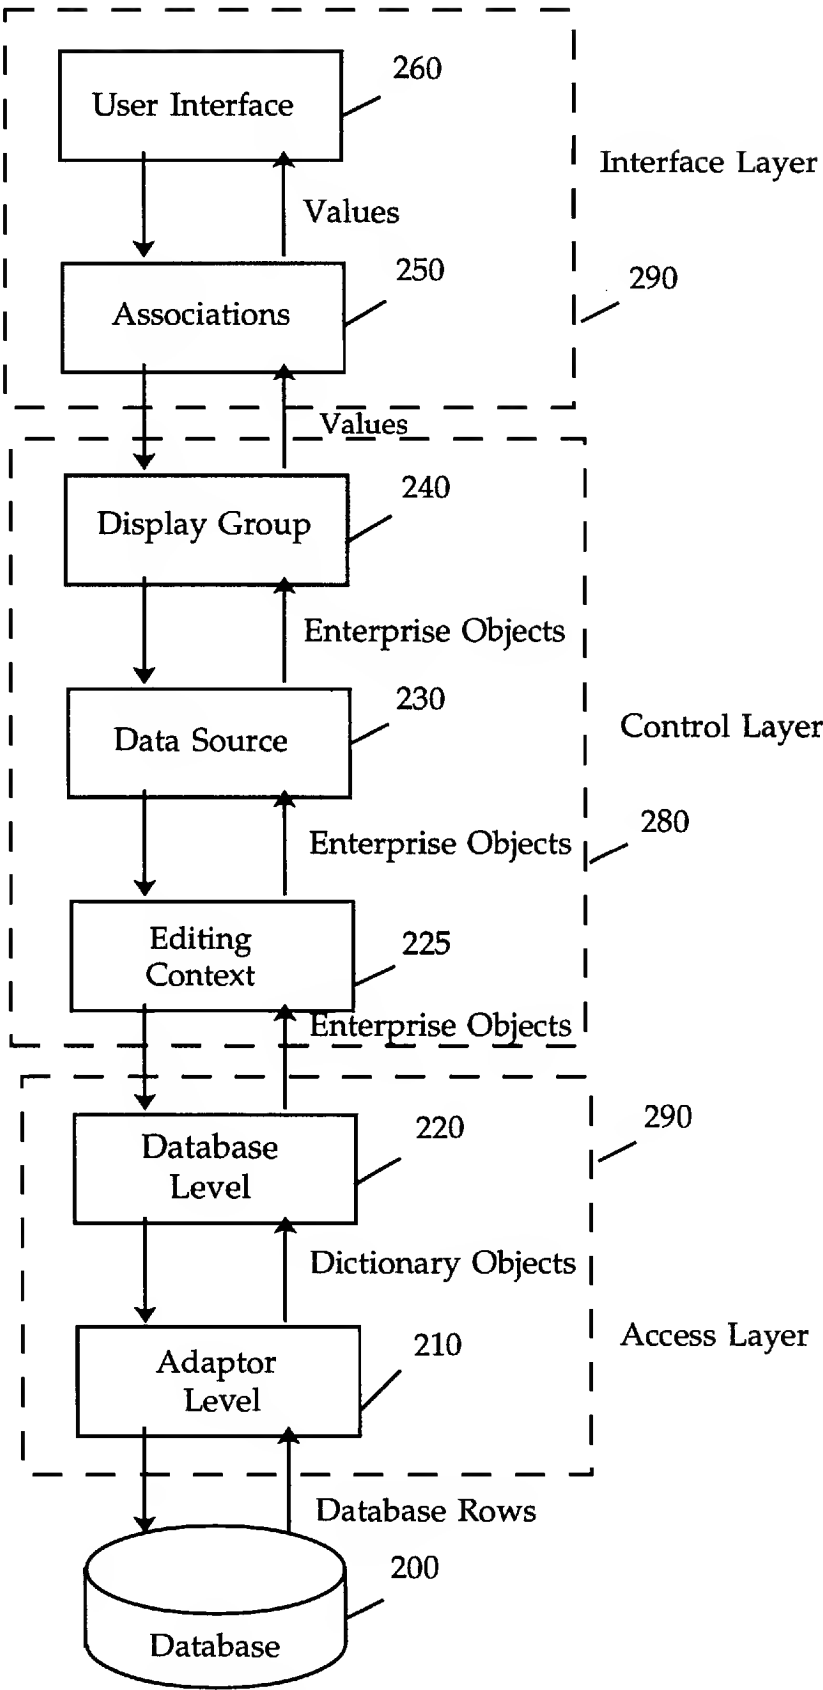 260
User Interface
Interface Layer
Values
250
290
Associations
Values
240
Display Group
Enterprise Objects
230
Control Layer
Data Source
280
Enterprise Objects
Editing
Context
225
Enterprise Objects
290
220
Database
Level
Dictionary Objects
Access Layer
210
Adaptor
Level
Database Rows
200
Database